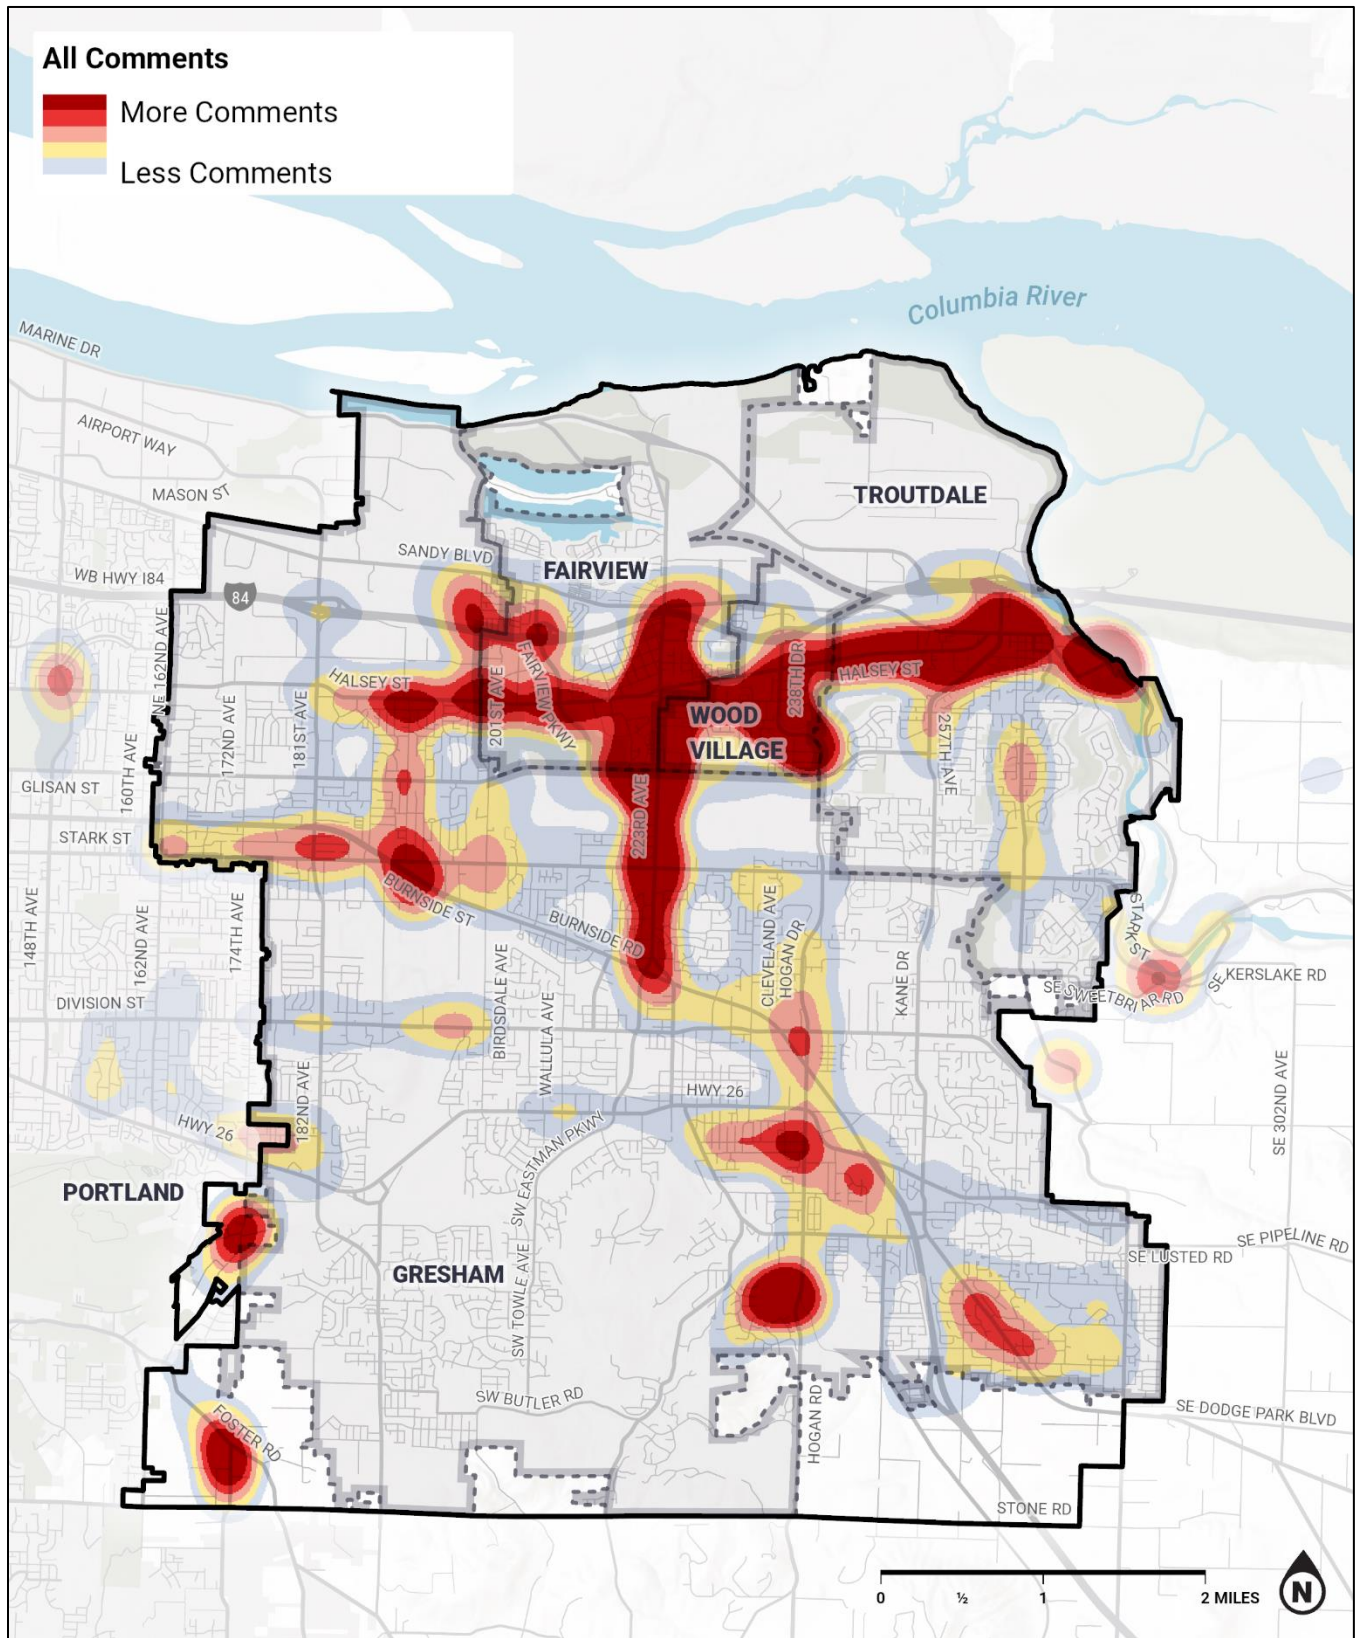 All Comments
More Comments
Less Comments
Columbia River
MARINE DR
AIRPORT WAY
MASON ST
TROUTDALE
SANDY BLVD
FAIRVIEW
WB HWY I84
84
NE 162ND AVE
HALSEY ST
FAIRVIEW PKWY
201ST AVE
238TH DR
HALSEY ST
172ND AVE
181ST AVE
WOOD
VILLAGE
257TH AVE
160TH AVE
GLISAN ST
223RD AVE
STARK ST
BURNSIDE ST
BURNSIDE RD
CLEVELAND AVE
HOGAN DR
148TH AVE
162ND AVE
174TH AVE
STARK ST
KANE DR
SE KERSLAKE RD
SE SWEETBRIAR RD
DIVISION ST
BIRDSDALE AVE
WALLULA AVE
182ND AVE
HWY 26
SE 302ND AVE
HWY 26
SW EASTMAN PKWY
PORTLAND
SE PIPELINE RD
SE LUSTED RD
GRESHAM
SW TOWLE AVE
SW BUTLER RD
HOGAN RD
SE DODGE PARK BLVD
FOSTER RD
STONE RD
0 ½ 1 2 MILES
N